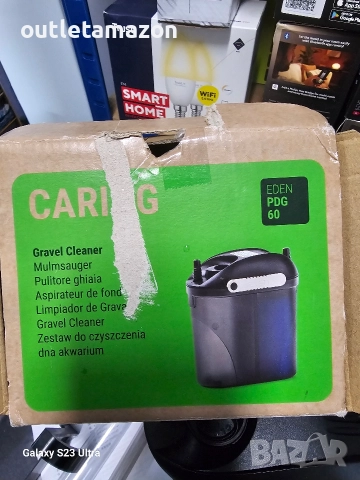 outletamazon
SMART
HOME
WiFi
CARING
EDEN
PDG
60
Gravel Cleaner
Mulmsauger
Pulitore ghiaia
Aspirateur de fond
Limpiador de Grava
Gravel Cleaner
Zestaw do czyszczenia
dna akwarium
Galaxy S23 Ultra
BAZAR